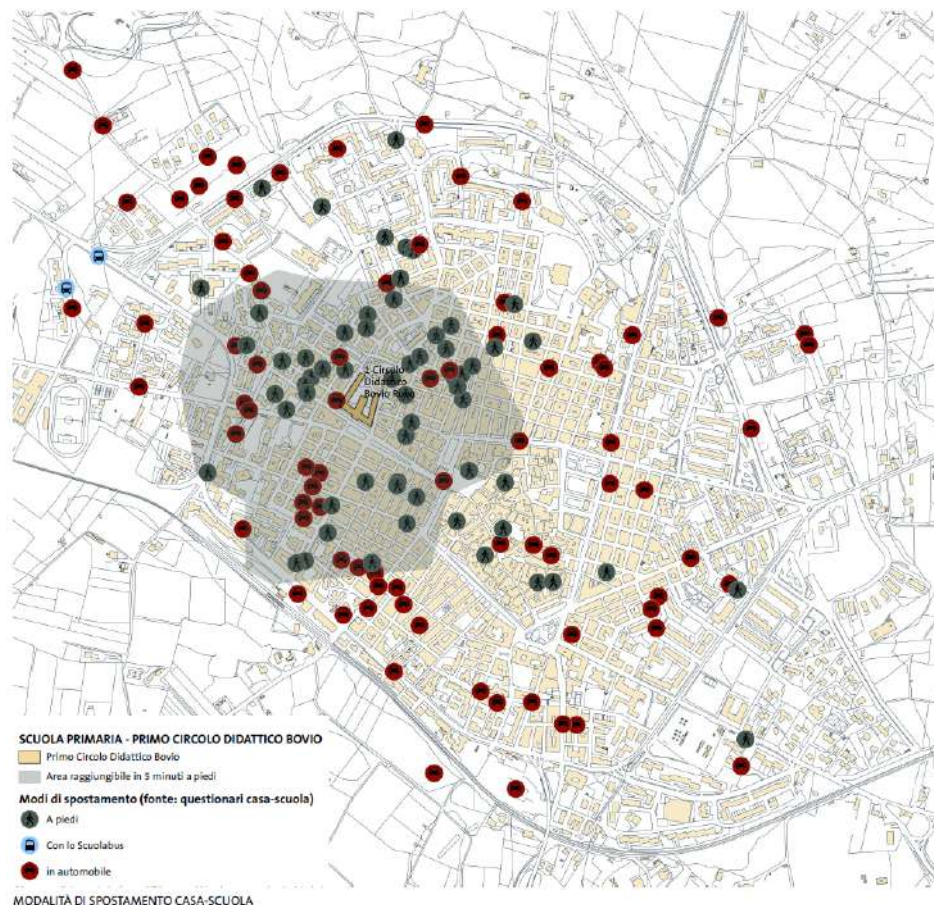 1 Circolo
Didattico
Bovio Ruvo
SCUOLA PRIMARIA - PRIMO CIRCOLO DIDATTICO BOVIO
Primo Circolo Didattico Bovio
Area raggiungibile in 5 minuti a piedi
Modi di spostamento (fonte: questionari casa-scuola)
A piedi
Con lo Scuolabus
in automobile
MODALITÀ DI SPOSTAMENTO CASA-SCUOLA